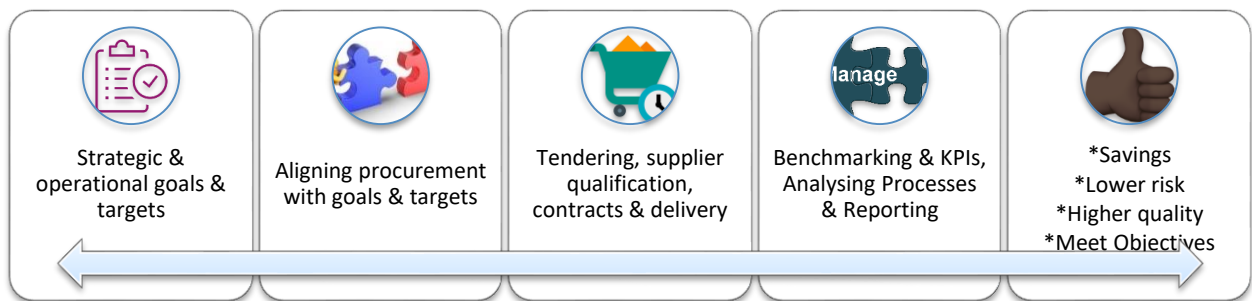 Strategic &
operational goals &
targets
Aligning procurement
with goals & targets
Tendering, supplier
qualification,
contracts & delivery
Manage
Benchmarking & KPIs,
Analysing Processes
& Reporting
*Savings
*Lower risk
*Higher quality
*Meet Objectives